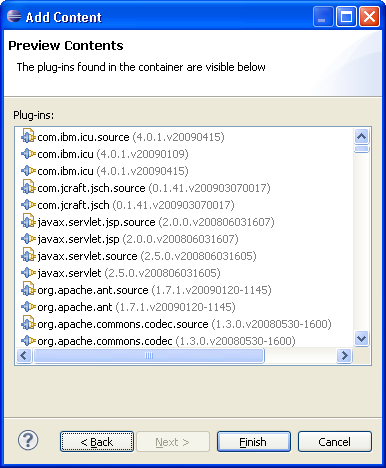 Add Content
Preview Contents
The plug-ins found in the container are visible below
Plug-ins:
com.ibm.icu.source (4.0.1.v20090415)
com.ibm.icu (4.0.1.v20090109)
com.ibm.icu (4.0.1.v20090415)
com.jcraft.jsch.source (0.1.41.v200903070017)
com.jcraft.jsch (0.1.41.v200903070017)
javax.servlet.jsp.source (2.0.0.v200806031607)
javax.servlet.jsp (2.0.0.v200806031607)
javax.servlet.source (2.5.0.v200806031605)
javax.servlet (2.5.0.v200806031605)
org.apache.ant.source (1.7.1.v20090120-1145)
org.apache.ant (1.7.1.v20090120-1145)
org.apache.commons.codec.source (1.3.0.v20080530-1600)
org.apache.commons.codec (1.3.0.v20080530-1600)
? < Back Next > Finish Cancel